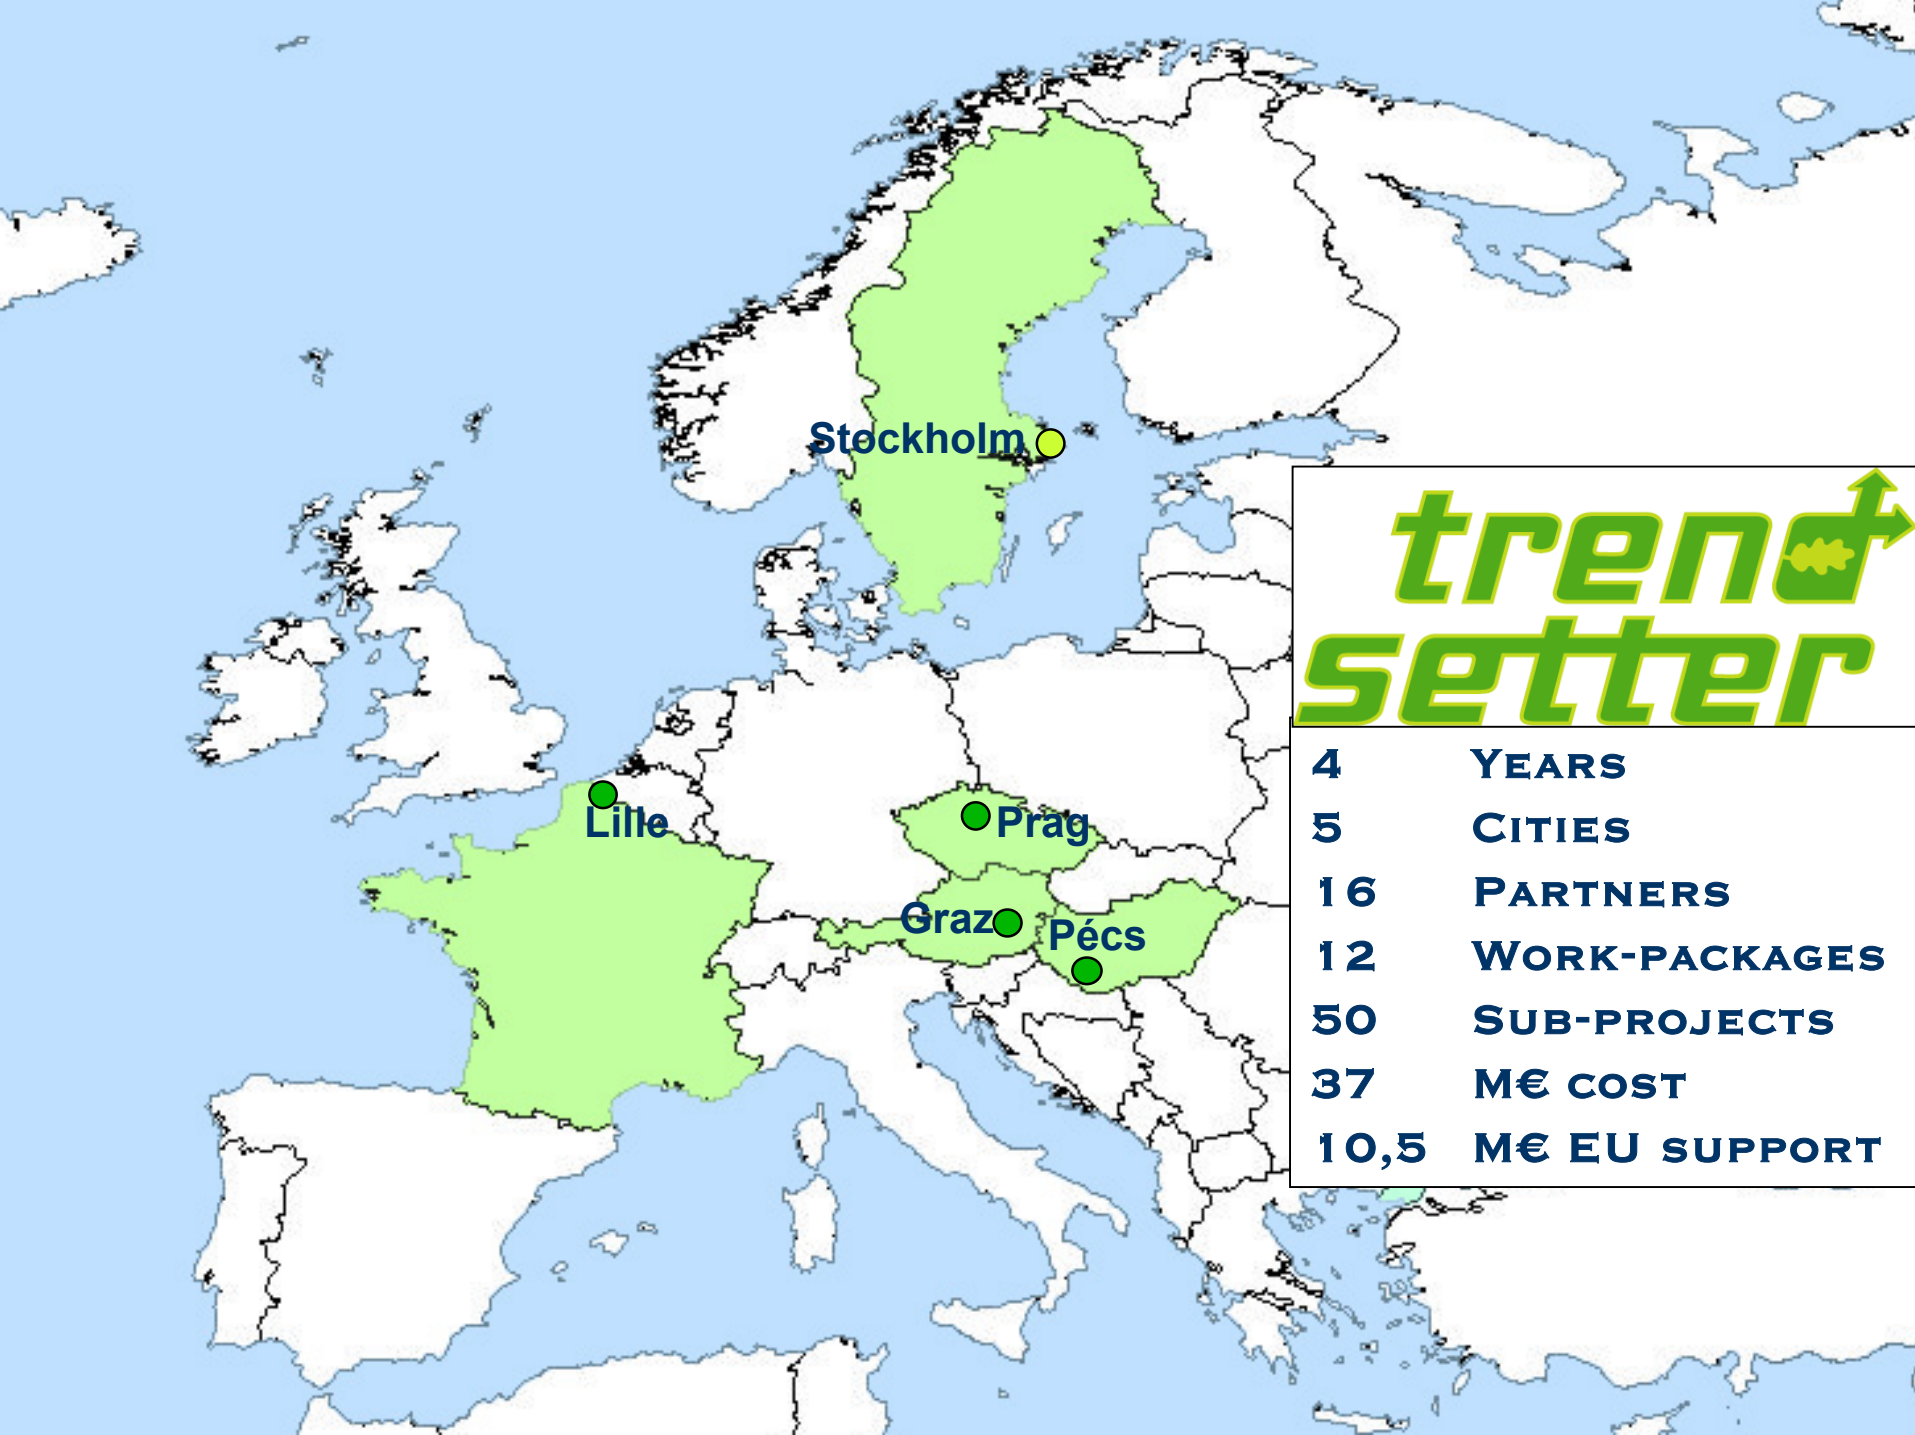 Stockholm
trend
setter
Lille
Prag
Graz
Pécs
4 YEARS
5 CITIES
16 PARTNERS
12 WORK-PACKAGES
50 SUB-PROJECTS
37 M€ COST
10,5 M€ EU SUPPORT